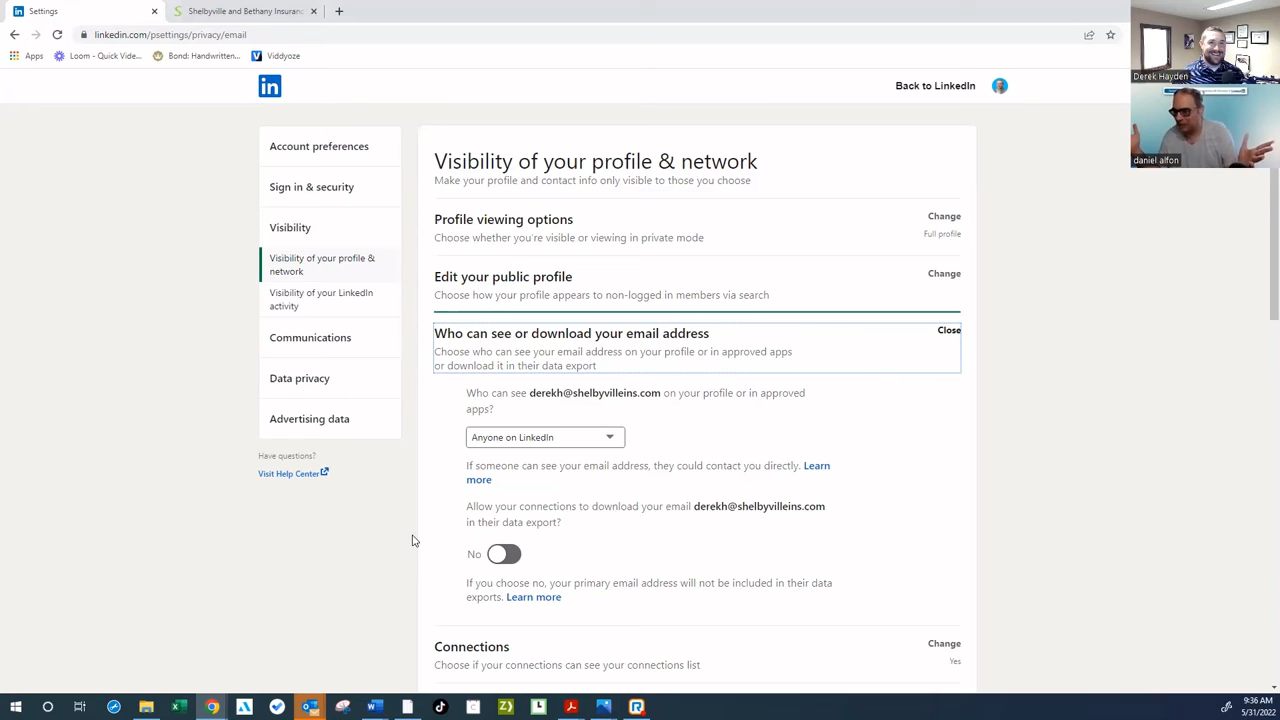 Settings
Shelbyville and Bethany Insuran
linkedin.com/psettings/privacy/email
Apps
Loom - Quick Vide...
Bond: Handwritten...
Viddyoze
Derek Hayden
daniel alfon
in
Back to LinkedIn
Account preferences
Sign in & security
Visibility
Visibility of your profile &
network
Visibility of your LinkedIn
activity
Communications
Data privacy
Advertising data
Have questions?
Visit Help Center
Visibility of your profile & network
Make your profile and contact info only visible to those you choose
Profile viewing options
Change
Choose whether you're visible or viewing in private mode
Full profile
Edit your public profile
Change
Choose how your profile appears to non-logged in members via search
Who can see or download your email address
Close
Choose who can see your email address on your profile or in approved apps
or download it in their data export
Who can see derekh@shelbyvilleins.com on your profile or in approved
apps?
Anyone on LinkedIn
If someone can see your email address, they could contact you directly. Learn
more
Allow your connections to download your email derekh@shelbyvilleins.com
in their data export?
No
If you choose no, your primary email address will not be included in their data
exports. Learn more
Connections
Change
Choose if your connections can see your connections list
Yes
9:36 AM
5/31/2022